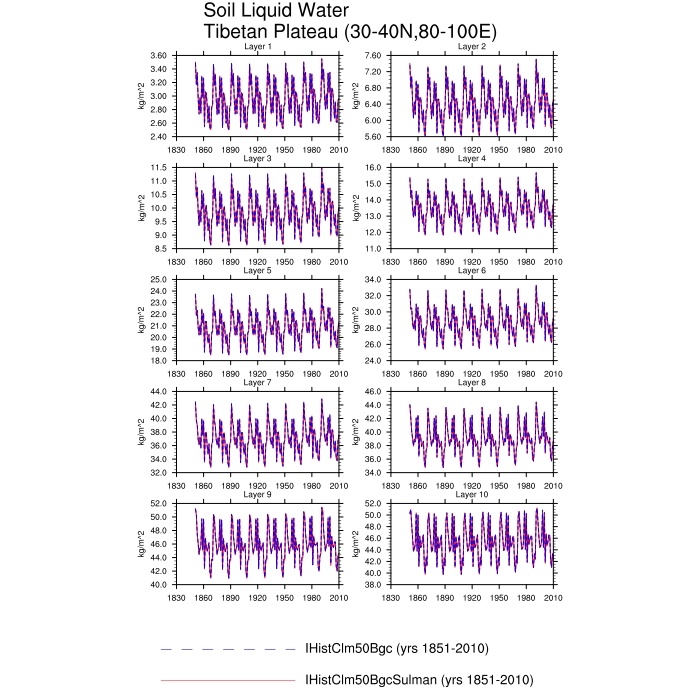 Soil Liquid Water
Tibetan Plateau (30-40N,80-100E)
Layer 1
3.60
3.40
3.20
3.00
2.80
2.60
2.40
kg/m^2
1830 1860 1890 1920 1950 1980 2010
Layer 2
7.60
7.20
6.80
6.40
6.00
5.60
kg/m^2
1830 1860 1890 1920 1950 1980 2010
Layer 3
11.5
11.0
10.5
10.0
9.5
9.0
8.5
kg/m^2
1830 1860 1890 1920 1950 1980 2010
Layer 4
16.0
15.0
14.0
13.0
12.0
11.0
kg/m^2
1830 1860 1890 1920 1950 1980 2010
Layer 5
25.0
24.0
23.0
22.0
21.0
20.0
19.0
18.0
kg/m^2
1830 1860 1890 1920 1950 1980 2010
Layer 6
34.0
32.0
30.0
28.0
26.0
24.0
kg/m^2
1830 1860 1890 1920 1950 1980 2010
Layer 7
44.0
42.0
40.0
38.0
36.0
34.0
32.0
kg/m^2
1830 1860 1890 1920 1950 1980 2010
Layer 8
46.0
44.0
42.0
40.0
38.0
36.0
34.0
kg/m^2
1830 1860 1890 1920 1950 1980 2010
Layer 9
52.0
50.0
48.0
46.0
44.0
42.0
40.0
kg/m^2
1830 1860 1890 1920 1950 1980 2010
Layer 10
52.0
50.0
48.0
46.0
44.0
42.0
40.0
38.0
kg/m^2
1830 1860 1890 1920 1950 1980 2010
IHistClm50Bgc (yrs 1851-2010)
IHistClm50BgcSulman (yrs 1851-2010)